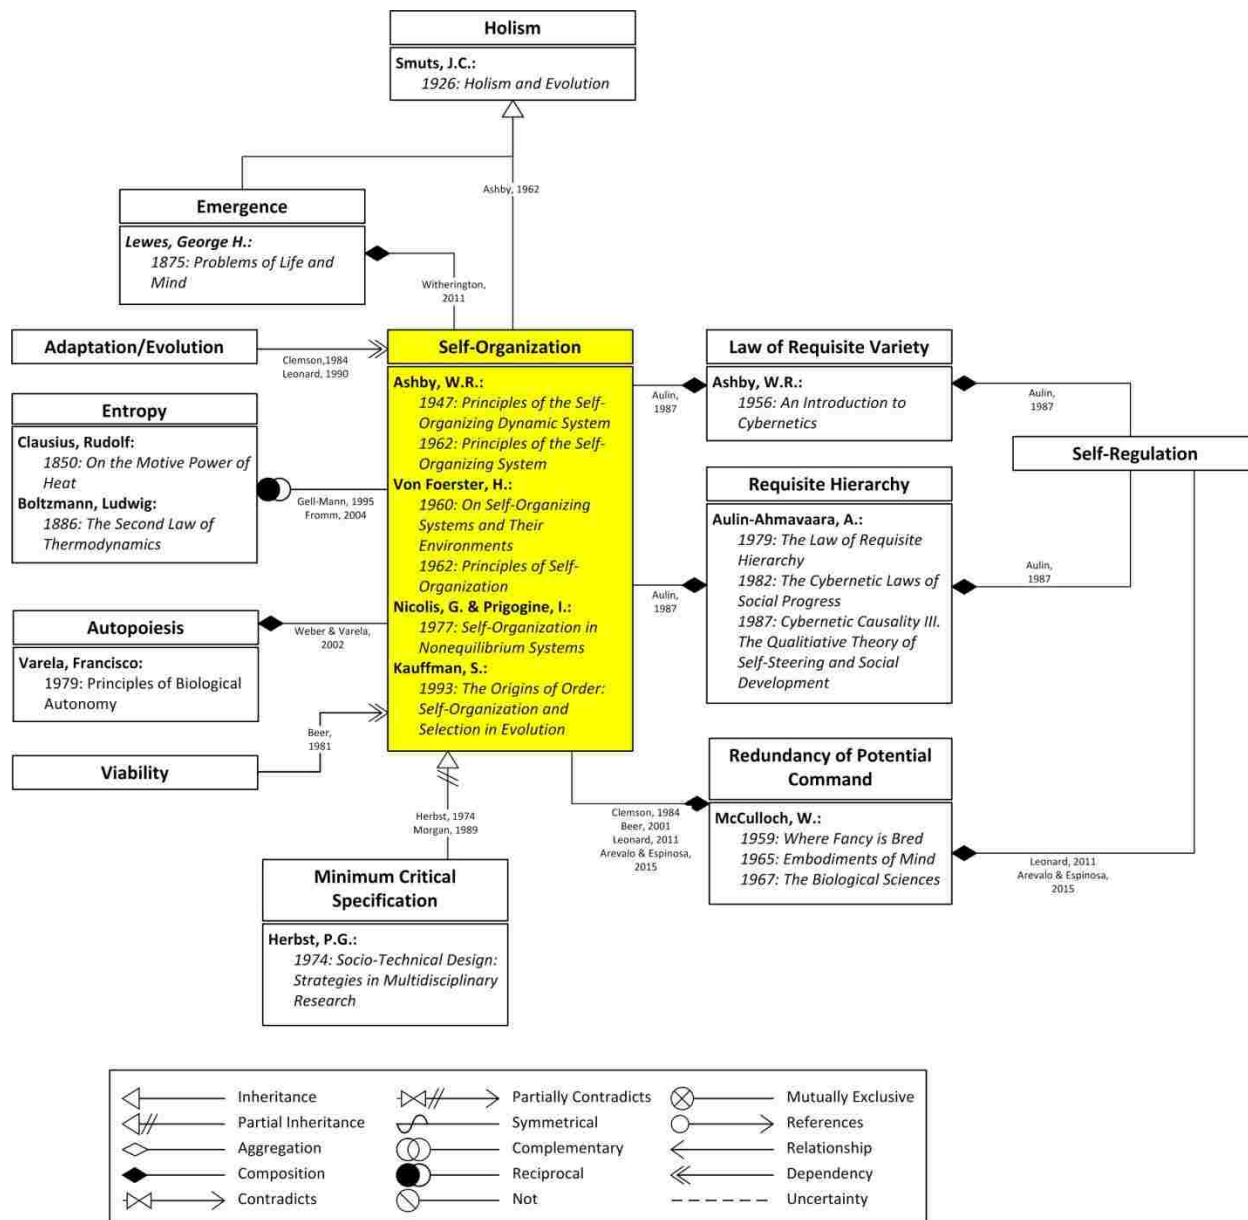 Holism
Smuts, J.C.:
1926: Holism and Evolution
Ashby, 1962
Emergence
Lewes, George H.:
1875: Problems of Life and
Mind
Witherington,
2011
Adaptation/Evolution
Clemson,1984
Leonard, 1990
Entropy
Clausius, Rudolf:
1850: On the Motive Power of
Heat
Boltzmann, Ludwig:
1886: The Second Law of
Thermodynamics
Gell-Mann, 1995
Fromm, 2004
Autopoiesis
Varela, Francisco:
1979: Principles of Biological
Autonomy
Weber & Varela,
2002
Viability
Beer,
1981
Self-Organization
Ashby, W.R.:
1947: Principles of the Self-
Organizing Dynamic System
1962: Principles of the Self-
Organizing System
Von Foerster, H.:
1960: On Self-Organizing
Systems and Their
Environments
1962: Principles of Self-
Organization
Nicolis, G. & Prigogine, I.:
1977: Self-Organization in
Nonequilibrium Systems
Kauffman, S.:
1993: The Origins of Order:
Self-Organization and
Selection in Evolution
Herbst, 1974
Morgan, 1989
Minimum Critical
Specification
Herbst, P.G.:
1974: Socio-Technical Design:
Strategies in Multidisciplinary
Research
Aulin,
1987
Law of Requisite Variety
Ashby, W.R.:
1956: An Introduction to
Cybernetics
Aulin,
1987
Self-Regulation
Aulin,
1987
Requisite Hierarchy
Aulin-Ahmavaara, A.:
1979: The Law of Requisite
Hierarchy
1982: The Cybernetic Laws of
Social Progress
1987: Cybernetic Causality III.
The Qualitiative Theory of
Self-Steering and Social
Development
Aulin,
1987
Clemson, 1984
Beer, 2001
Leonard, 2011
Arevalo & Espinosa,
2015
Redundancy of Potential
Command
McCulloch, W.:
1959: Where Fancy is Bred
1965: Embodiments of Mind
1967: The Biological Sciences
Leonard, 2011
Arevalo & Espinosa,
2015
Inheritance
Partial Inheritance
Aggregation
Composition
Contradicts
Partially Contradicts
Symmetrical
Complementary
Reciprocal
Not
Mutually Exclusive
References
Relationship
Dependency
Uncertainty